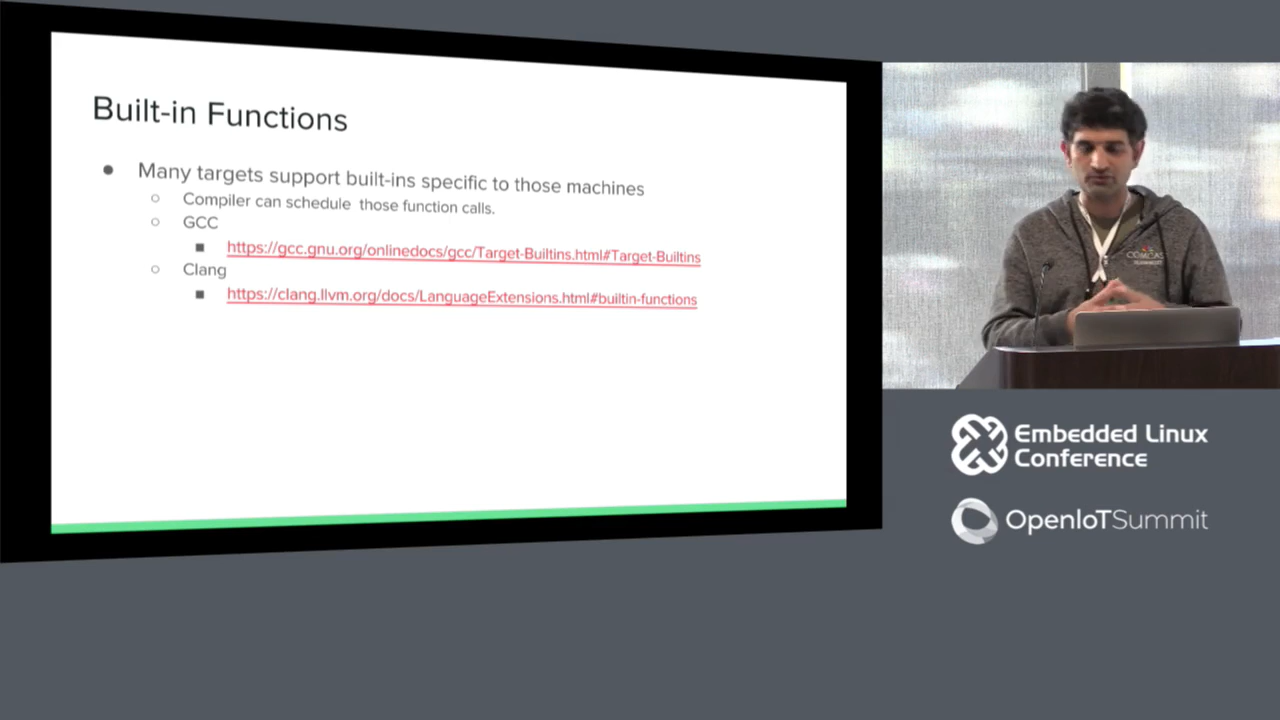 Built-in Functions
Many targets support built-ins specific to those machines
Compiler can schedule those function calls.
GCC
https://gcc.gnu.org/onlinedocs/gcc/Target-Builtins.html#Target-Builtins
Clang
https://clang.llvm.org/docs/LanguageExtensions.html#builtin-functions
COMCAST
Embedded Linux
Conference
OpenIoTSummit